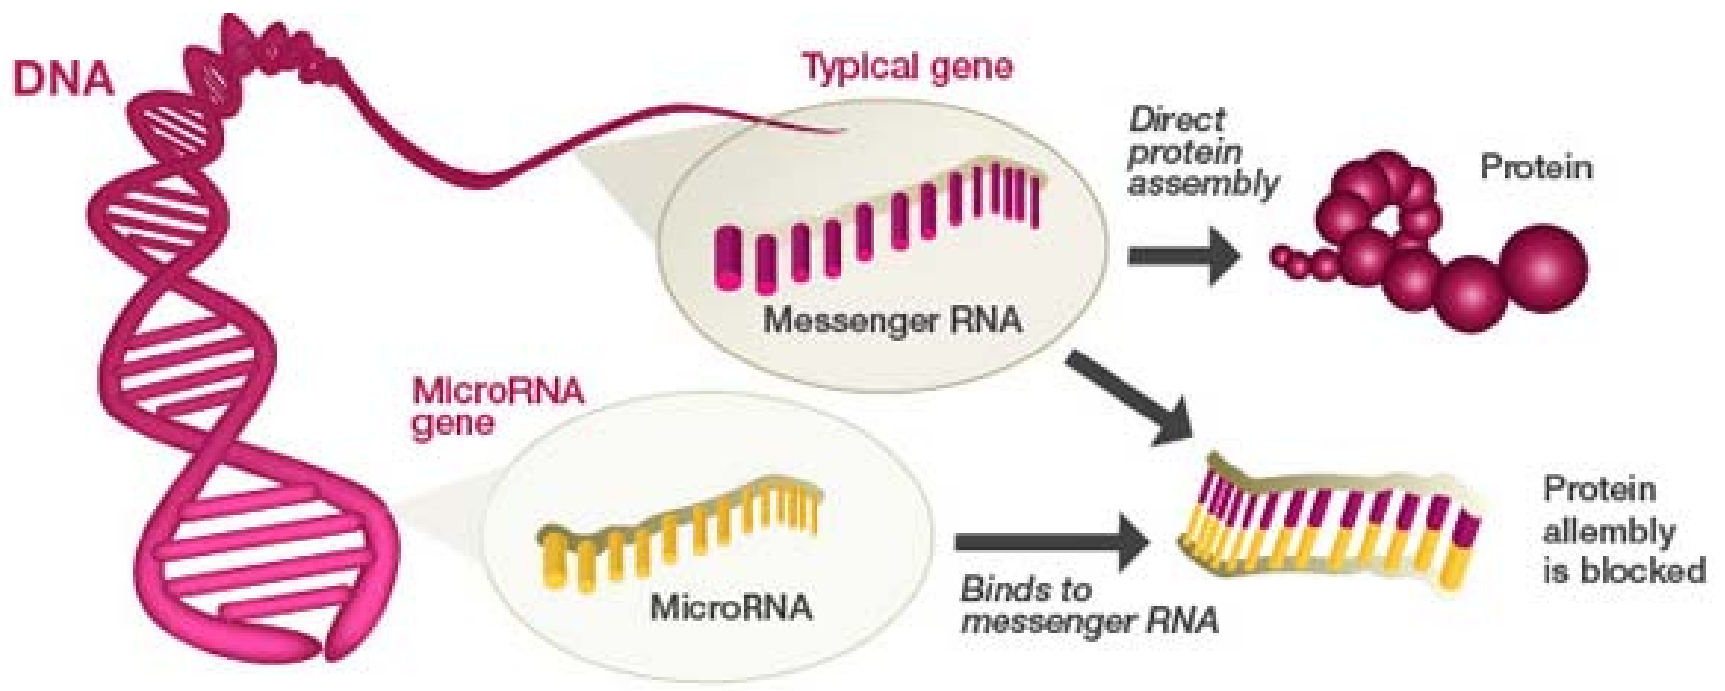 DNA
Typical gene
Direct
protein
assembly
Protein
Messenger RNA
MicroRNA
gene
MicroRNA
Binds to
messenger RNA
Protein
allembly
is blocked